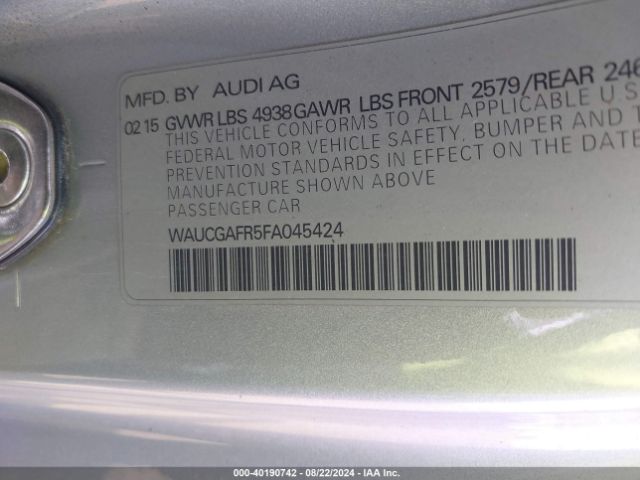 MFD. BY AUDI AG
02 15 GVWR LBS 4938 GAWR LBS FRONT 2579/REAR 246
THIS VEHICLE CONFORMS TO ALL APPLICABLE U S
FEDERAL MOTOR VEHICLE SAFETY, BUMPER AND T
PREVENTION STANDARDS IN EFFECT ON THE DATE
MANUFACTURE SHOWN ABOVE
PASSENGER CAR
WAUCGAFR5FA045424
000-40190742 - 08/22/2024 - IAA Inc.